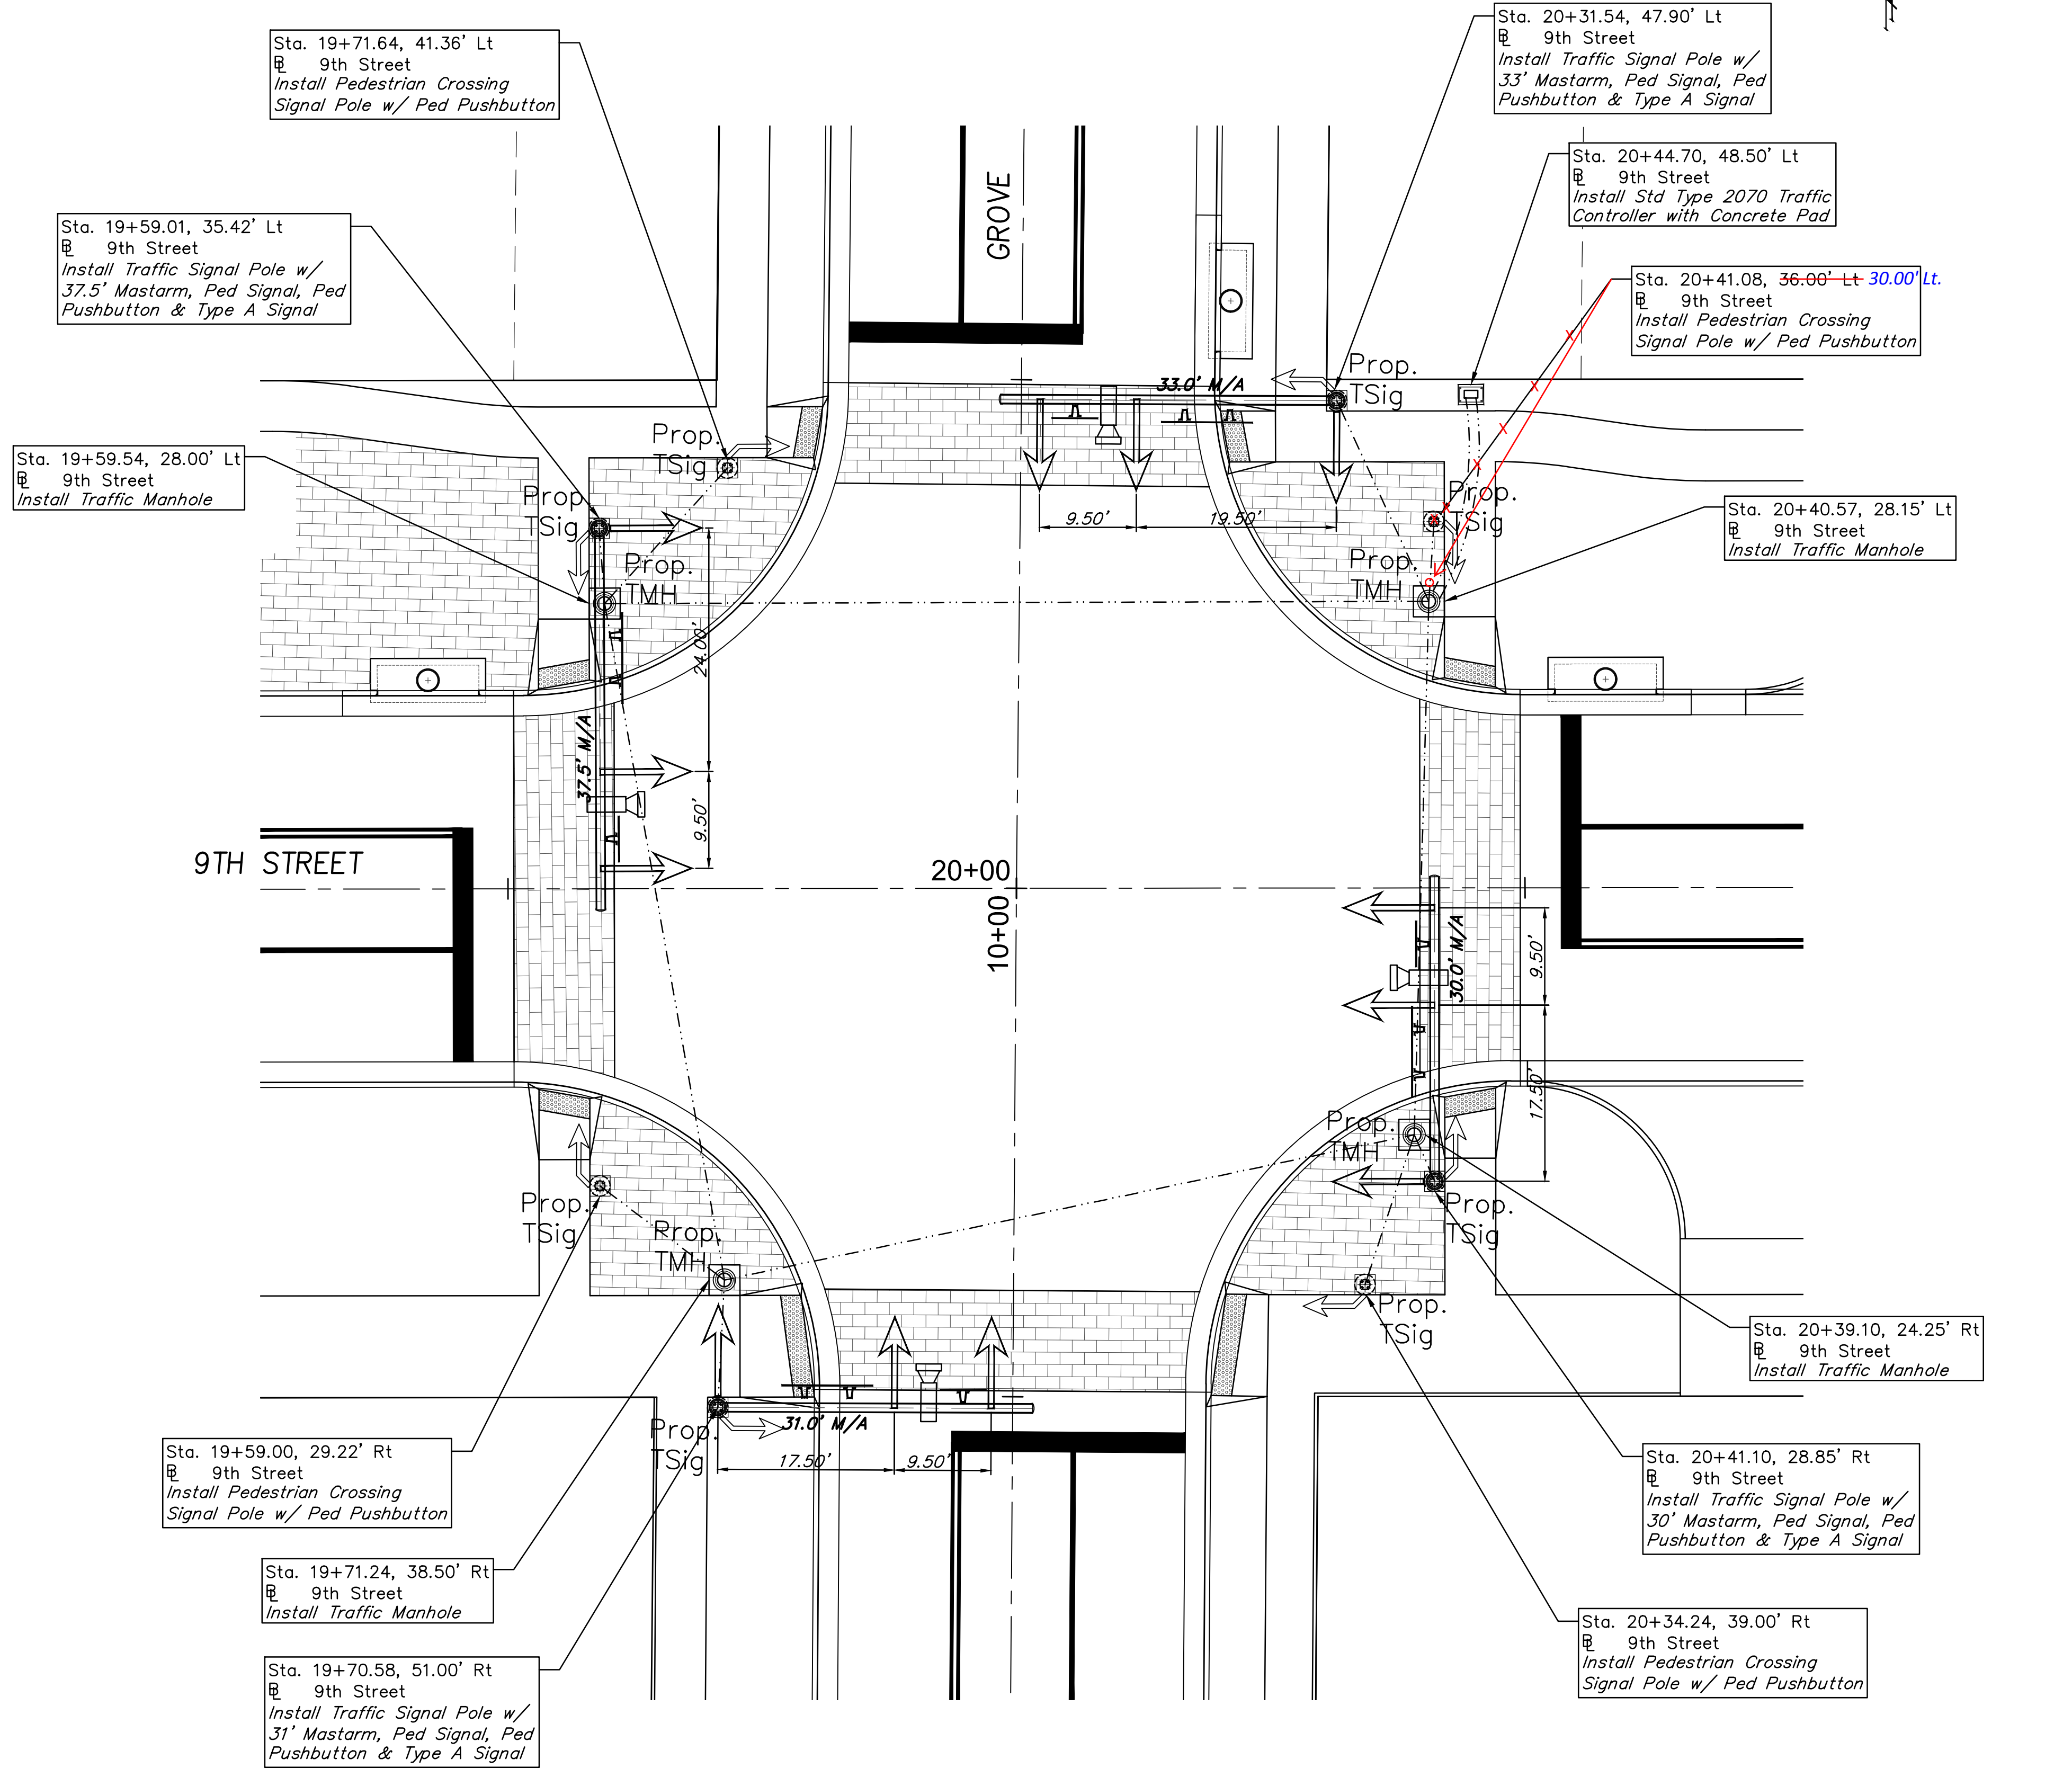 Sta. 20+31.54, 47.90' Lt
BL 9th Street
Install Traffic Signal Pole w/
33' Mastarm, Ped Signal, Ped
Pushbutton & Type A Signal
Sta. 19+71.64, 41.36' Lt
BL 9th Street
Install Pedestrian Crossing
Signal Pole w/ Ped Pushbutton
Sta. 20+44.70, 48.50' Lt
BL 9th Street
Install Std Type 2070 Traffic
Controller with Concrete Pad
GROVE
Sta. 19+59.01, 35.42' Lt
BL 9th Street
Install Traffic Signal Pole w/
37.5' Mastarm, Ped Signal, Ped
Pushbutton & Type A Signal
Sta. 20+41.08, 36.00' Lt 30.00' Lt.
BL 9th Street
Install Pedestrian Crossing
Signal Pole w/ Ped Pushbutton
33.0' M/A
Prop.
TSig
Prop.
TSig
Sta. 19+59.54, 28.00' Lt
BL 9th Street
Install Traffic Manhole
Prop.
TSig
Prop.
TSig
9.50'
19.50'
Sta. 20+40.57, 28.15' Lt
BL 9th Street
Install Traffic Manhole
Prop.
TMH
Prop.
TMH
24.00'
37.5' M/A
9.50'
9TH STREET
20+00
10+00
30.0' M/A
9.50'
17.50'
Prop.
TMH
Prop.
TSig
Prop.
TSig
Prop.
TMH
Prop.
TSig
Sta. 20+39.10, 24.25' Rt
BL 9th Street
Install Traffic Manhole
31.0' M/A
Prop.
TSig
17.50'
9.50'
Sta. 19+59.00, 29.22' Rt
BL 9th Street
Install Pedestrian Crossing
Signal Pole w/ Ped Pushbutton
Sta. 20+41.10, 28.85' Rt
BL 9th Street
Install Traffic Signal Pole w/
30' Mastarm, Ped Signal, Ped
Pushbutton & Type A Signal
Sta. 19+71.24, 38.50' Rt
BL 9th Street
Install Traffic Manhole
Sta. 20+34.24, 39.00' Rt
BL 9th Street
Install Pedestrian Crossing
Signal Pole w/ Ped Pushbutton
Sta. 19+70.58, 51.00' Rt
BL 9th Street
Install Traffic Signal Pole w/
31' Mastarm, Ped Signal, Ped
Pushbutton & Type A Signal